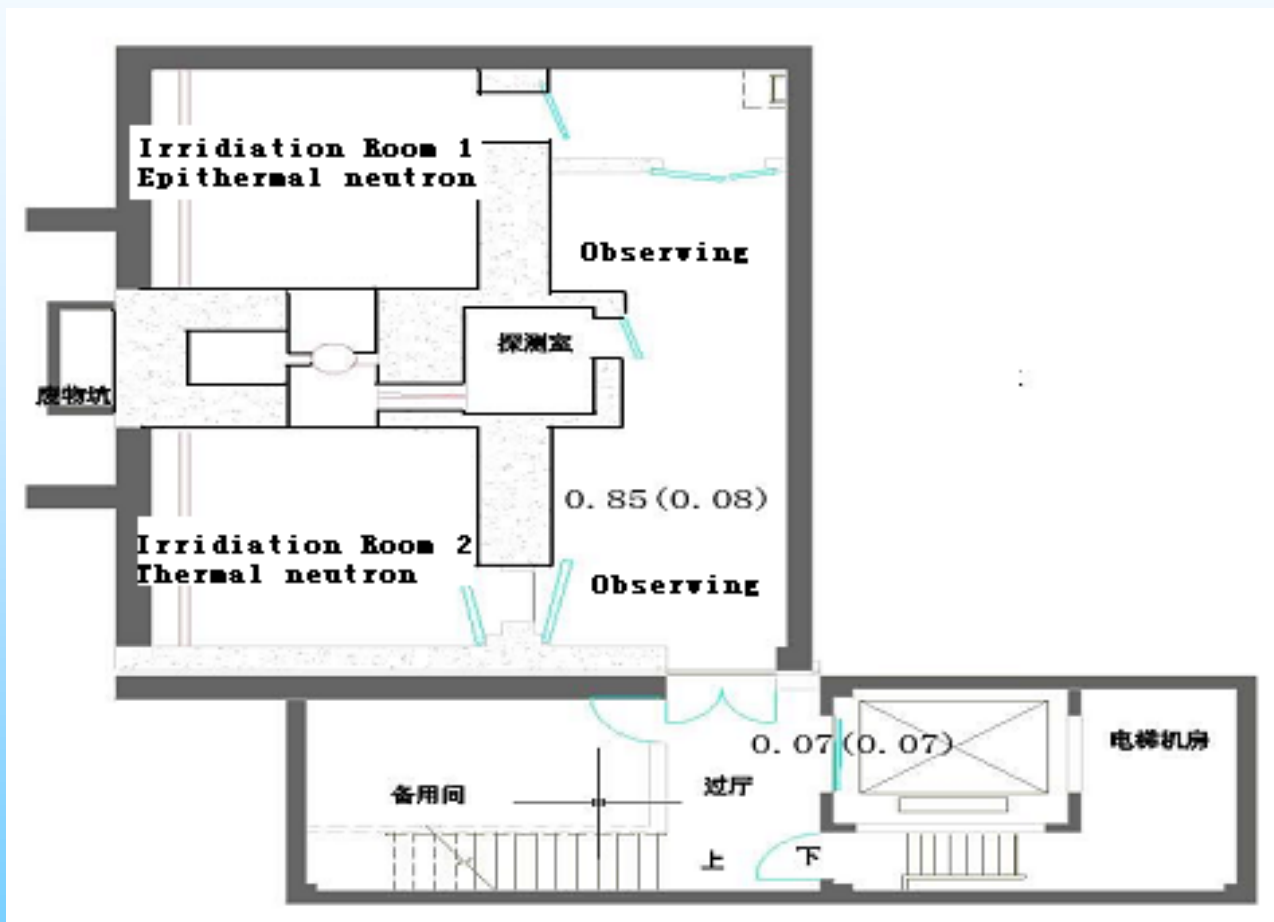 Irridiation Room 1
Epithermal neutron
Observing
探测室
废物坑
0.85(0.08)
Irridiation Room 2
Thermal neutron
Observing
0.07(0.07)
电梯机房
过厅
备用间
上
下